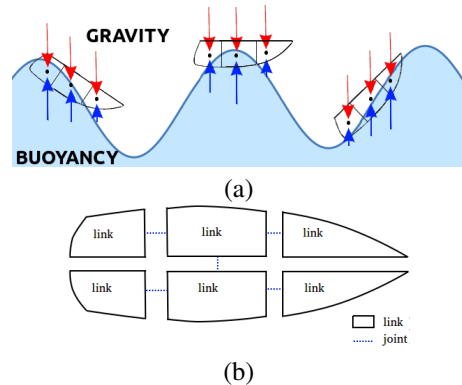 GRAVITY
BUOYANCY
(a)
link link link
link link link
link
joint
(b)